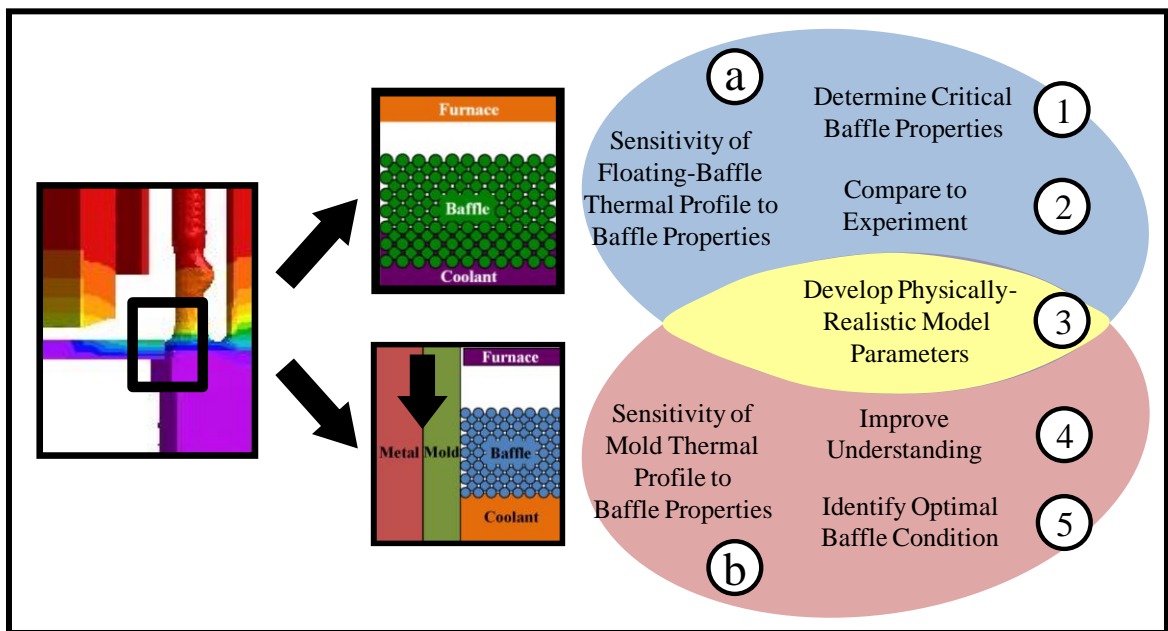 Furnace
Baffle
Coolant
Furnace
Metal
Mold
Baffle
Coolant
a
Sensitivity of
Floating-Baffle
Thermal Profile to
Baffle Properties
Determine Critical
Baffle Properties
1
Compare to
Experiment
2
Develop Physically-
Realistic Model
Parameters
3
Sensitivity of
Mold Thermal
Profile to
Baffle Properties
b
Improve
Understanding
4
Identify Optimal
Baffle Condition
5